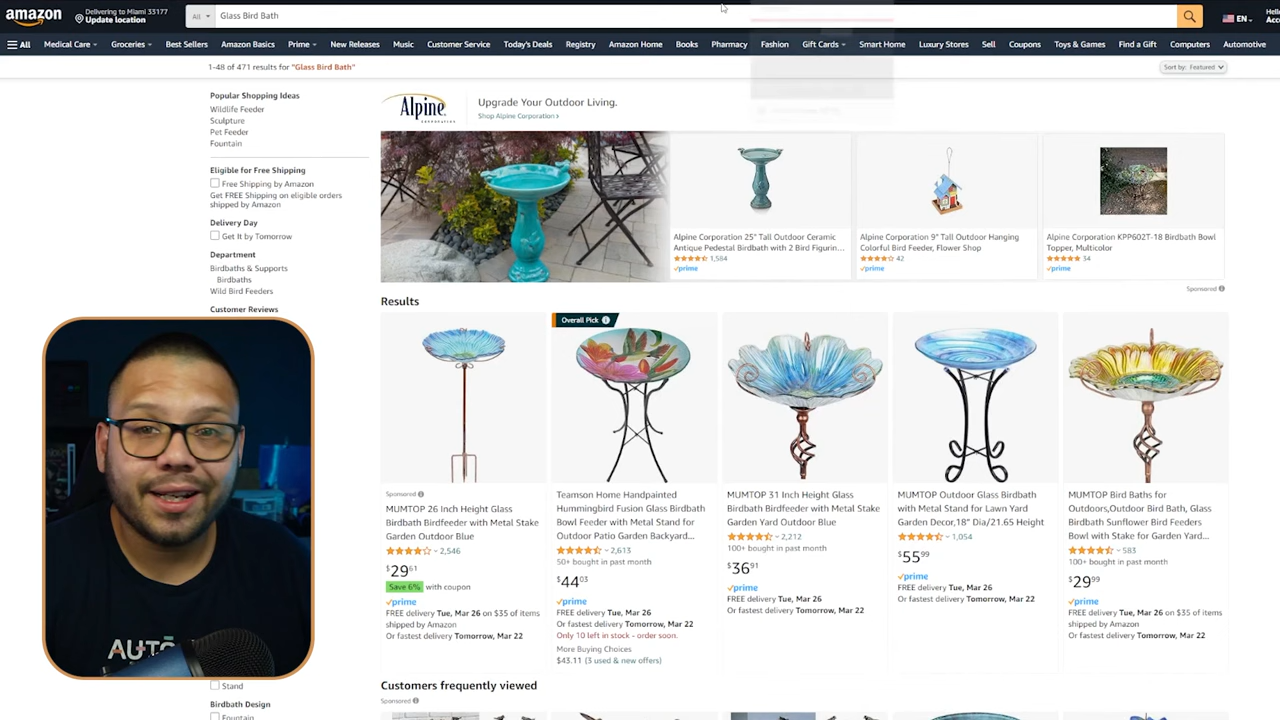 amazon
Delivering to Miami 33177
Update location
All
Glass Bird Bath
EN
All
Medical Care
Groceries
Best Sellers
Amazon Basics
Prime
New Releases
Music
Customer Service
Today's Deals
Registry
Amazon Home
Books
Pharmacy
Fashion
Gift Cards
Smart Home
Luxury Stores
Sell
Coupons
Toys & Games
Find a Gift
Computers
Automotive
1-48 of 471 results for "Glass Bird Bath"
Sort by: Featured
Popular Shopping Ideas
Wildlife Feeder
Sculpture
Pet Feeder
Fountain
Eligible for Free Shipping
Free Shipping by Amazon
Get FREE Shipping on eligible orders
shipped by Amazon
Delivery Day
Get It by Tomorrow
Department
Birdbaths & Supports
Birdbaths
Wild Bird Feeders
Customer Reviews
Stand
Birdbath Design
Fountain
Alpine
CORPORATION
Upgrade Your Outdoor Living.
Shop Alpine Corporation ›
Alpine Corporation 25" Tall Outdoor Ceramic
Antique Pedestal Birdbath with 2 Bird Figurin...
1,584
prime
Alpine Corporation 9" Tall Outdoor Hanging
Colorful Bird Feeder, Flower Shop
42
prime
Alpine Corporation KPP602T-18 Birdbath Bowl
Topper, Multicolor
34
prime
Sponsored
Results
Sponsored
MUMTOP 26 Inch Height Glass
Birdbath Birdfeeder with Metal Stake
Garden Outdoor Blue
2,546
$29 61
Save 6% with coupon
prime
FREE delivery Tue, Mar 26 on $35 of items
shipped by Amazon
Or fastest delivery Tomorrow, Mar 22
Overall Pick
Teamson Home Handpainted
Hummingbird Fusion Glass Birdbath
Bowl Feeder with Metal Stand for
Outdoor Patio Garden Backyard...
2,613
50+ bought in past month
$44 03
prime
FREE delivery Tue, Mar 26
Or fastest delivery Tomorrow, Mar 22
Only 10 left in stock - order soon.
More Buying Choices
$43.11 (3 used & new offers)
MUMTOP 31 Inch Height Glass
Birdbath Birdfeeder with Metal Stake
Garden Yard Outdoor Blue
2,212
100+ bought in past month
$36 91
prime
FREE delivery Tue, Mar 26
Or fastest delivery Tomorrow, Mar 22
MUMTOP Outdoor Glass Birdbath
with Metal Stand for Lawn Yard
Garden Decor,18" Dia/21.65 Height
1,054
$55 99
prime
FREE delivery Tue, Mar 26
Or fastest delivery Tomorrow, Mar 22
MUMTOP Bird Baths for
Outdoors,Outdoor Bird Bath, Glass
Birdbath Sunflower Bird Feeders
Bowl with Stake for Garden Yard...
583
100+ bought in past month
$29 99
prime
FREE delivery Tue, Mar 26 on $35 of items
shipped by Amazon
Or fastest delivery Tomorrow, Mar 22
Customers frequently viewed
Sponsored
AUTO